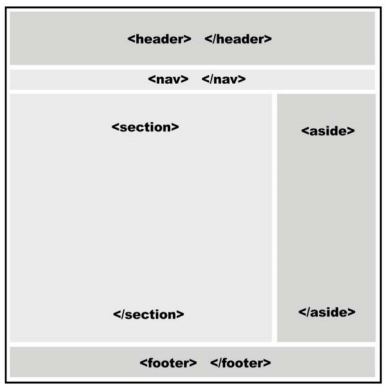 <header> </header>
<nav> </nav>
<section>
<aside>
</section>
</aside>
<footer> </footer>